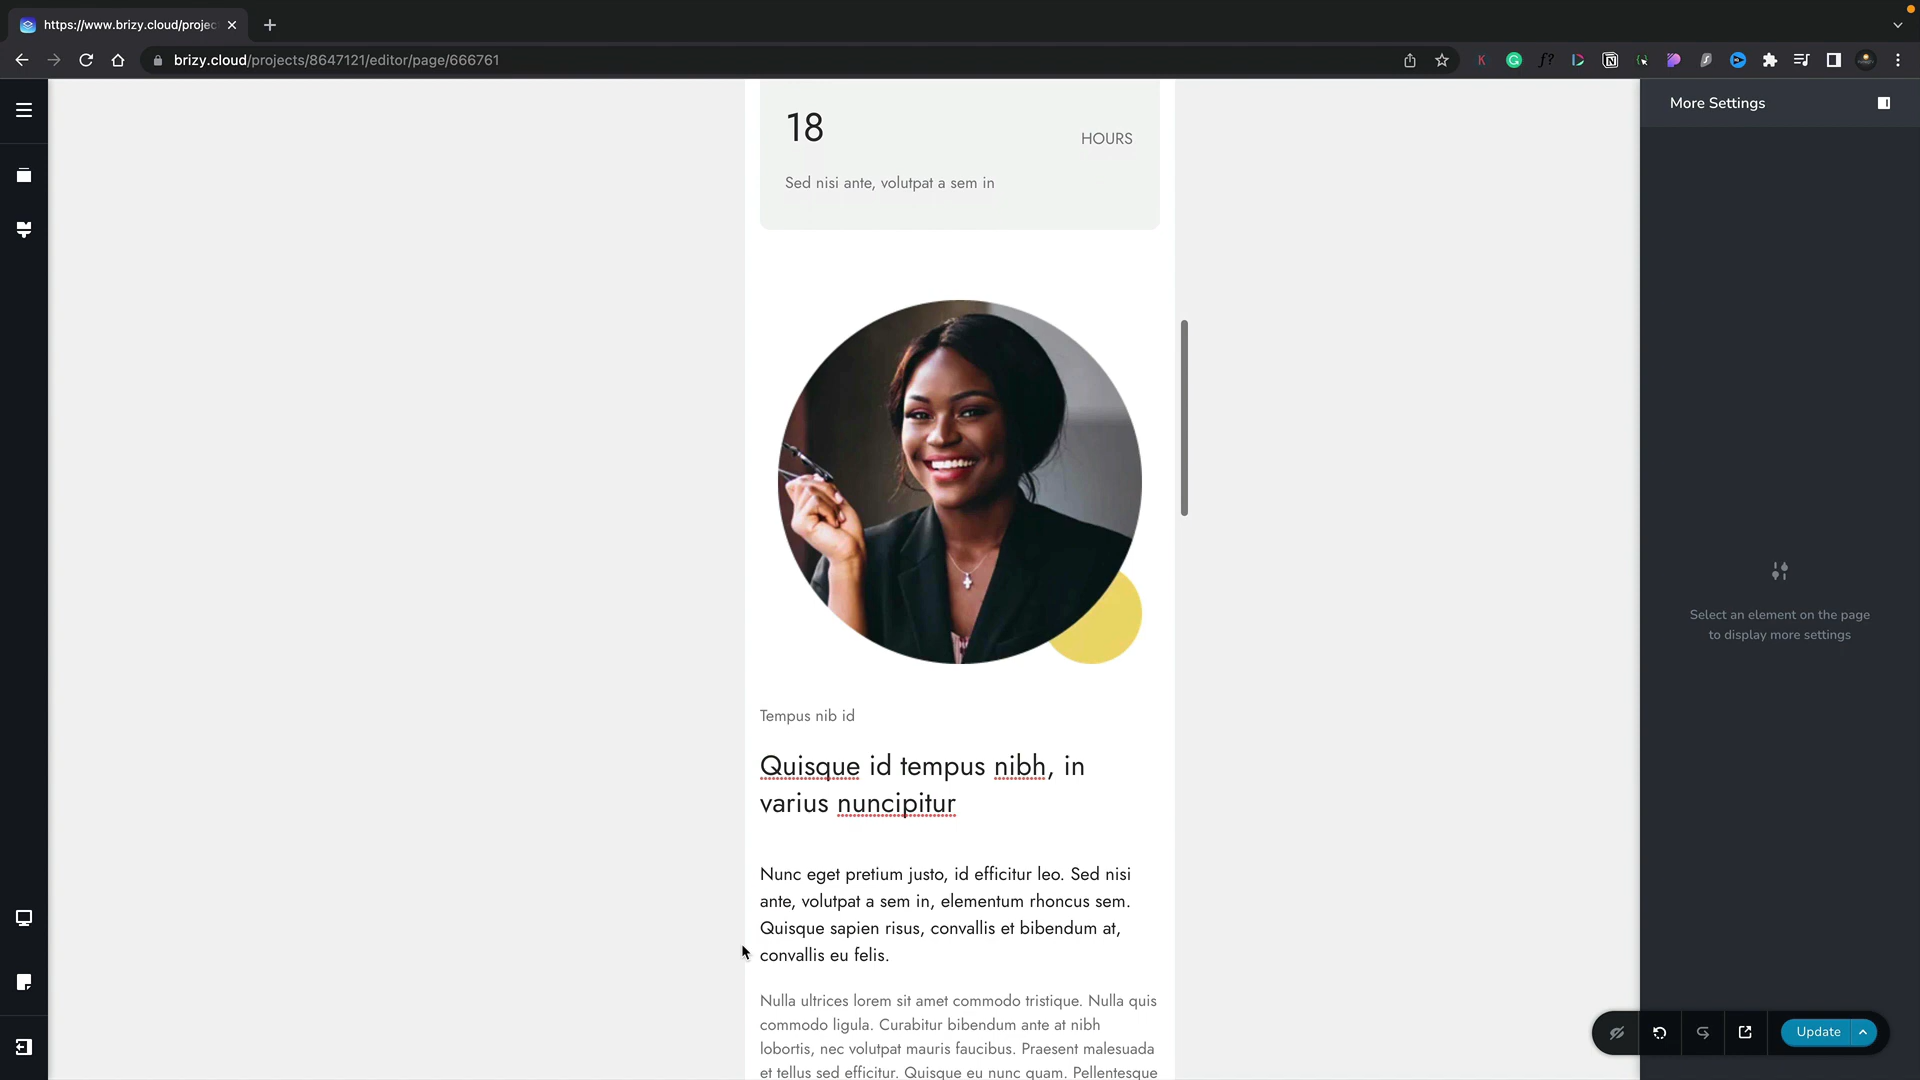 https://www.brizy.cloud/projec
brizy.cloud/projects/8647121/editor/page/666761
More Settings
18
HOURS
Sed nisi ante, volutpat a sem in
Tempus nib id
Quisque id tempus nibh, in
varius nuncipitur
Nunc eget pretium justo, id efficitur leo. Sed nisi
ante, volutpat a sem in, elementum rhoncus sem.
Quisque sapien risus, convallis et bibendum at,
convallis eu felis.
Nulla ultrices lorem sit amet commodo tristique. Nulla quis
commodo ligula. Curabitur bibendum ante at nibh
lobortis, nec volutpat mauris faucibus. Praesent malesuada
et tellus sed efficitur. Quisque eu nunc quam. Pellentesque
Select an element on the page
to display more settings
Update